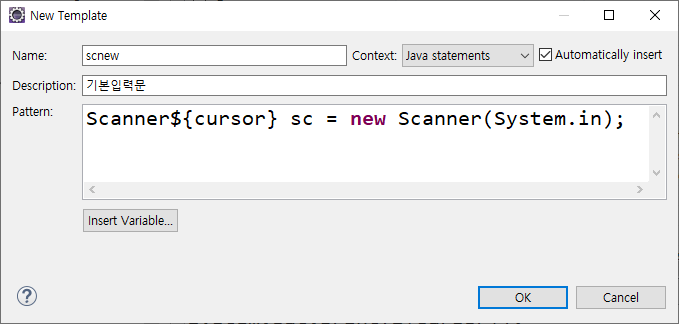 New Template
Name: scnew Context: Java statements Automatically insert
Description: 기본입력문
Pattern: Scanner${cursor} sc = new Scanner(System.in);
Insert Variable...
OK Cancel